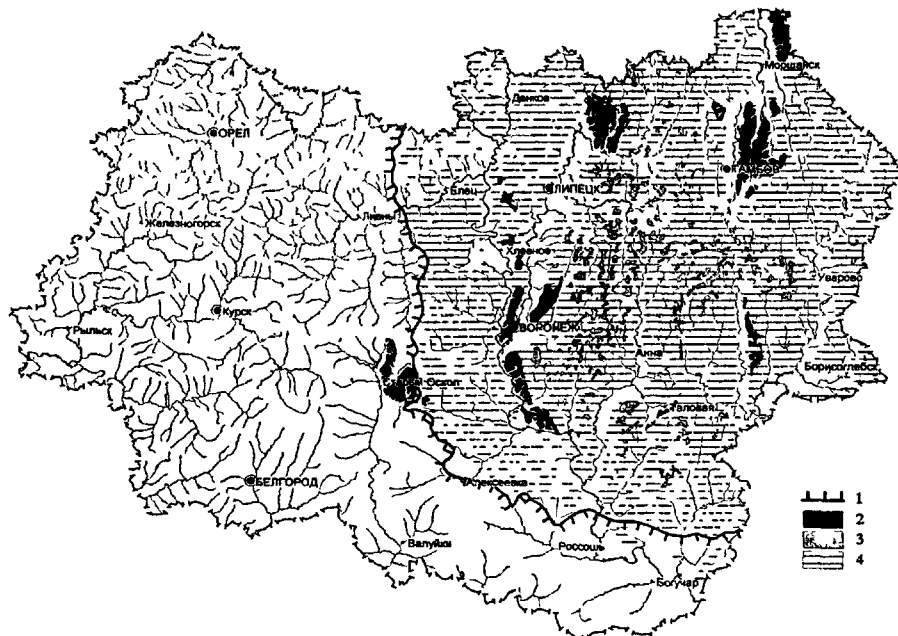 Моршанск
Данков
ОРЕЛ
ТАМБОВ
Елец
ЛИПЕЦК
Ливны
Железногорск
Хлевное
Уварово
Курск
Рыльск
ВОРОНЕЖ
Анна
Борисоглебск
Оскол
Таловая
БЕЛГОРОД
Алексеевка
1
2
Валуйки
Россошь
3
4
Богучар